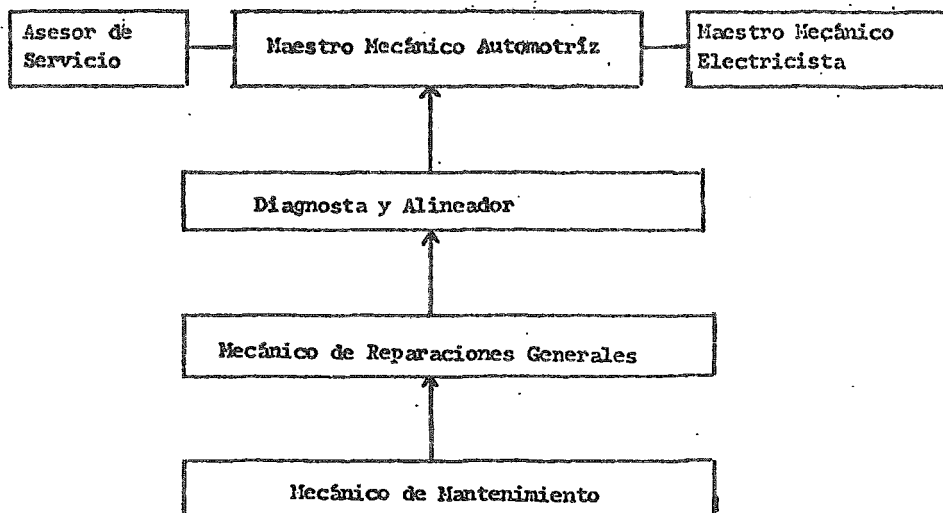 Asesor de
Servicio
Maestro Mecánico Automotríz
Maestro Mecánico
Electricista
Diagnosta y Alineador
Mecánico de Reparaciones Generales
Mecánico de Mantenimiento